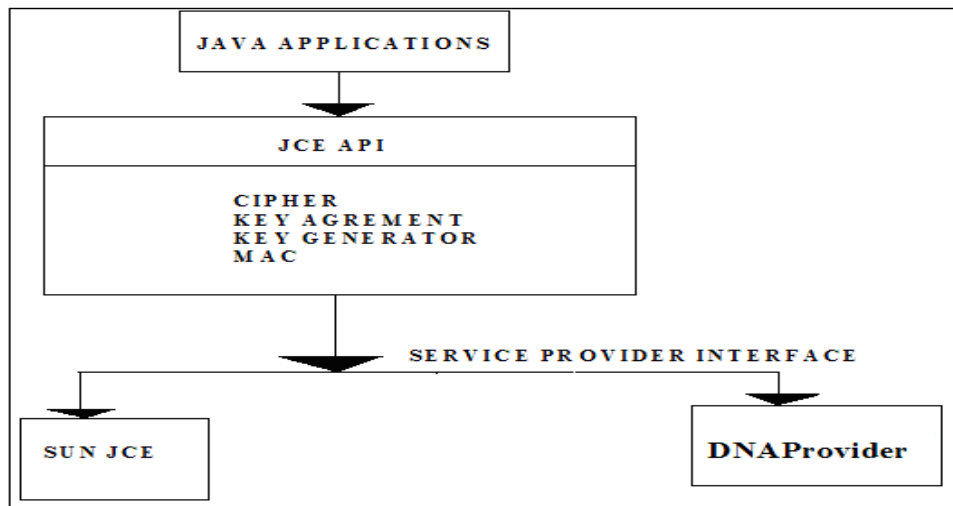 JAVA APPLICATIONS
JCE API
CIPHER
KEY AGREMENT
KEY GENERATOR
MAC
SERVICE PROVIDER INTERFACE
SUN JCE
DNAProvider